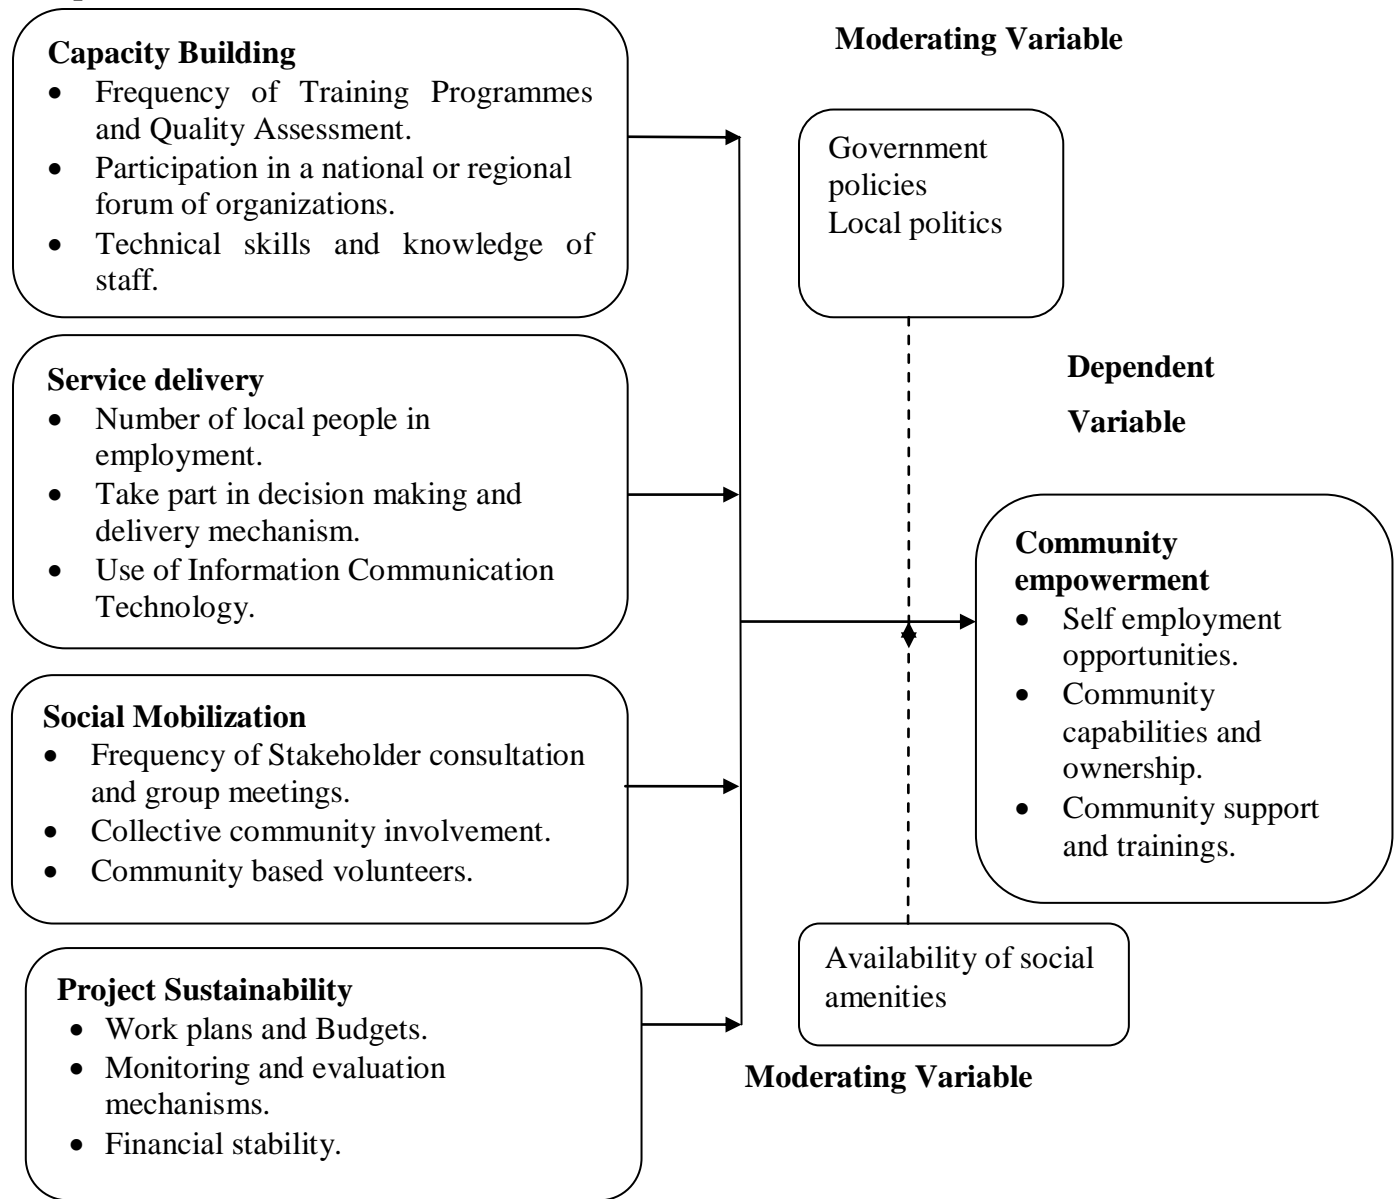 Capacity Building
• Frequency of Training Programmes
and Quality Assessment.
• Participation in a national or regional
forum of organizations.
• Technical skills and knowledge of
staff.
Service delivery
• Number of local people in
employment.
• Take part in decision making and
delivery mechanism.
• Use of Information Communication
Technology.
Social Mobilization
• Frequency of Stakeholder consultation
and group meetings.
• Collective community involvement.
• Community based volunteers.
Project Sustainability
• Work plans and Budgets.
• Monitoring and evaluation
mechanisms.
• Financial stability.
Moderating Variable
Government
policies
Local politics
Dependent
Variable
Community
empowerment
• Self employment
opportunities.
• Community
capabilities and
ownership.
• Community support
and trainings.
Availability of social
amenities
Moderating Variable